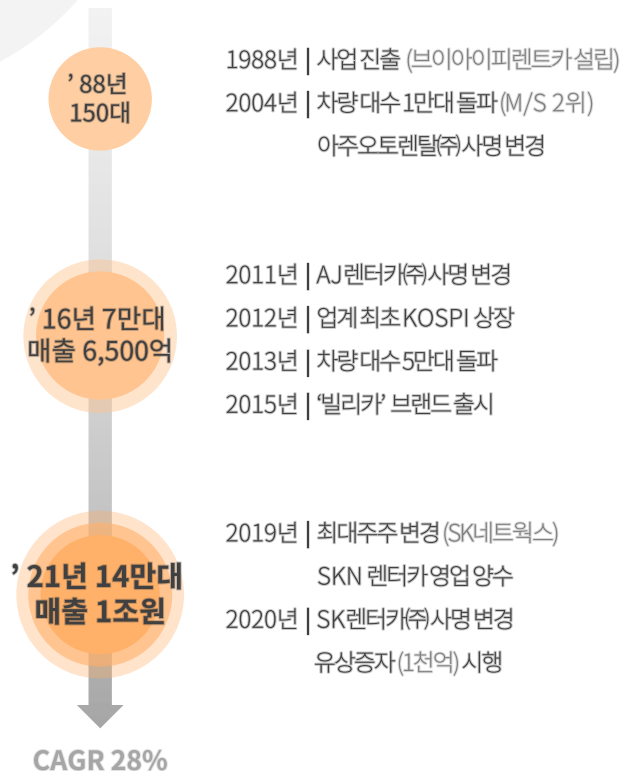 ’ 88년
150대
1988년 | 사업 진출 (브이아이피렌트카 설립)
2004년 | 차량 대수 1만대 돌파 (M/S 2위)
아주오토렌탈㈜ 사명 변경
’ 16년 7만대
매출 6,500억
2011년 | AJ렌터카㈜ 사명 변경
2012년 | 업계 최초 KOSPI 상장
2013년 | 차량 대수 5만대 돌파
2015년 | ‘빌리카’ 브랜드 출시
’ 21년 14만대
매출 1조원
2019년 | 최대주주 변경 (SK네트웍스)
SKN 렌터카 영업 양수
2020년 | SK렌터카㈜ 사명 변경
유상증자 (1천억) 시행
CAGR 28%